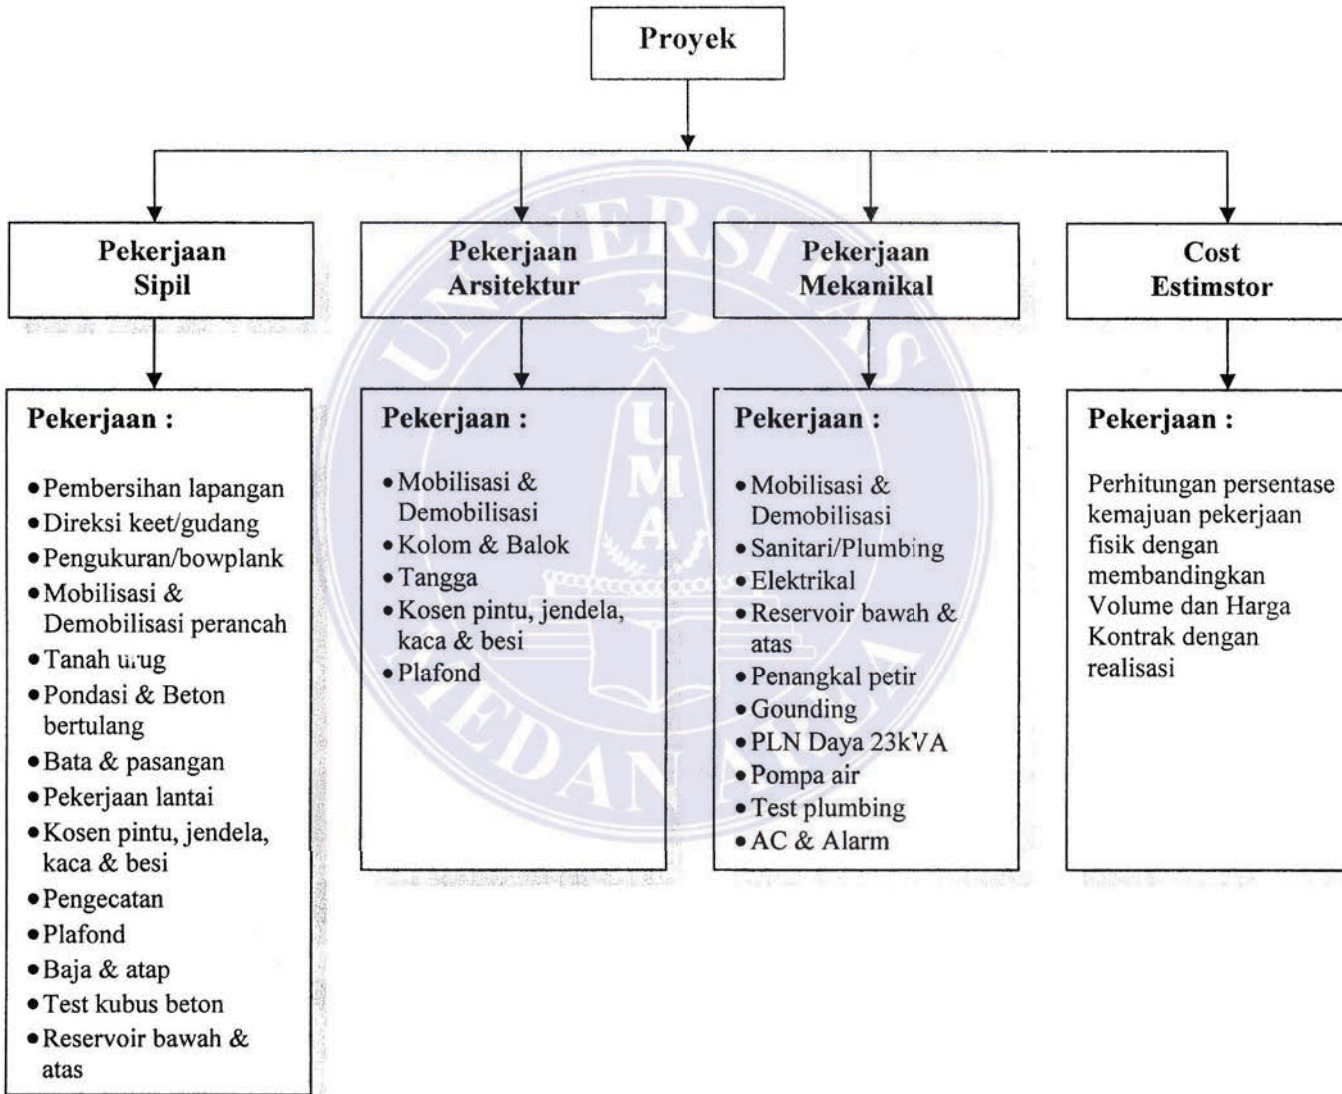 Proyek
Pekerjaan
Sipil
Pekerjaan
Arsitektur
Pekerjaan
Mekanikal
Cost
Estimstor
Pekerjaan :
• Pembersihan lapangan
• Direksi keet/gudang
• Pengukuran/bowplank
• Mobilisasi &
Demobilisasi perancah
• Tanah urug
• Pondasi & Beton
bertulang
• Bata & pasangan
• Pekerjaan lantai
• Kosen pintu, jendela,
kaca & besi
• Pengecatan
• Plafond
• Baja & atap
• Test kubus beton
• Reservoir bawah &
atas
Pekerjaan :
• Mobilisasi &
Demobilisasi
• Kolom & Balok
• Tangga
• Kosen pintu, jendela,
kaca & besi
• Plafond
Pekerjaan :
• Mobilisasi &
Demobilisasi
• Sanitari/Plumbing
• Elektrikal
• Reservoir bawah &
atas
• Penangkal petir
• Gounding
• PLN Daya 23kVA
• Pompa air
• Test plumbing
• AC & Alarm
Pekerjaan :
Perhitungan persentase
kemajuan pekerjaan
fisik dengan
membandingkan
Volume dan Harga
Kontrak dengan
realisasi
UNIVERSITAS
MEDAN AREA
UMA